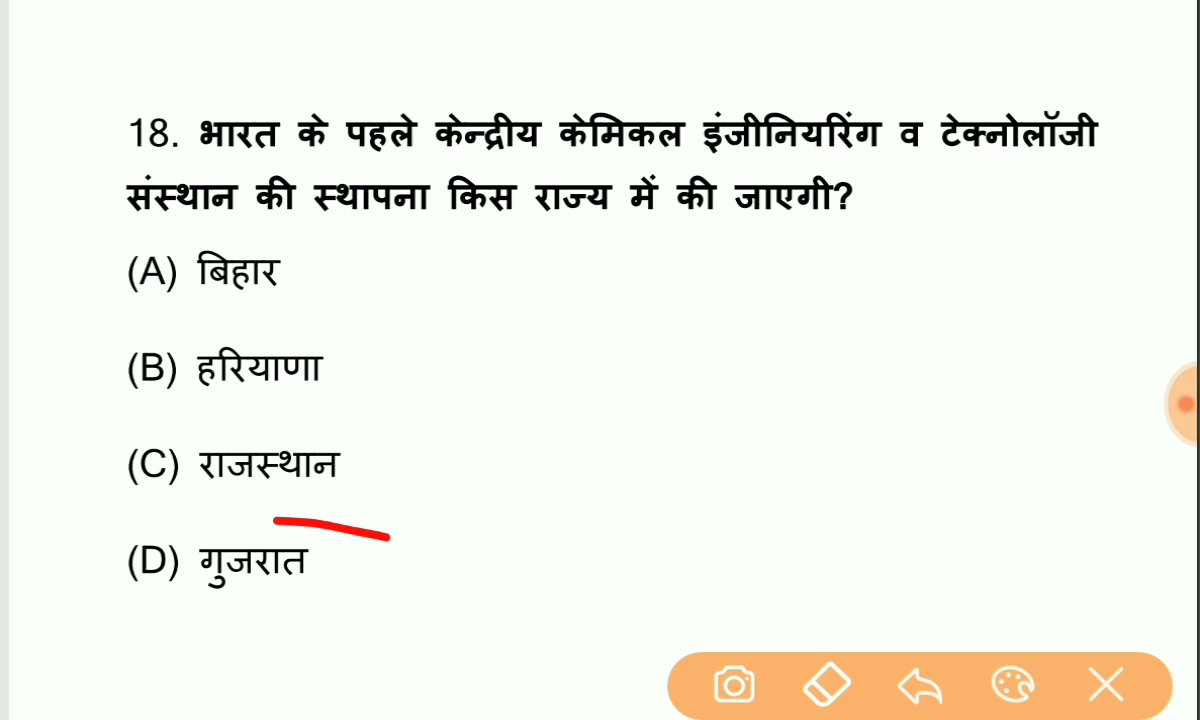 18. भारत के पहले केन्द्रीय केमिकल इंजीनियरिंग व टेक्नोलॉजी
संस्थान की स्थापना किस राज्य में की जाएगी?
(A) बिहार
(B) हरियाणा
(C) राजस्थान
(D) गुजरात